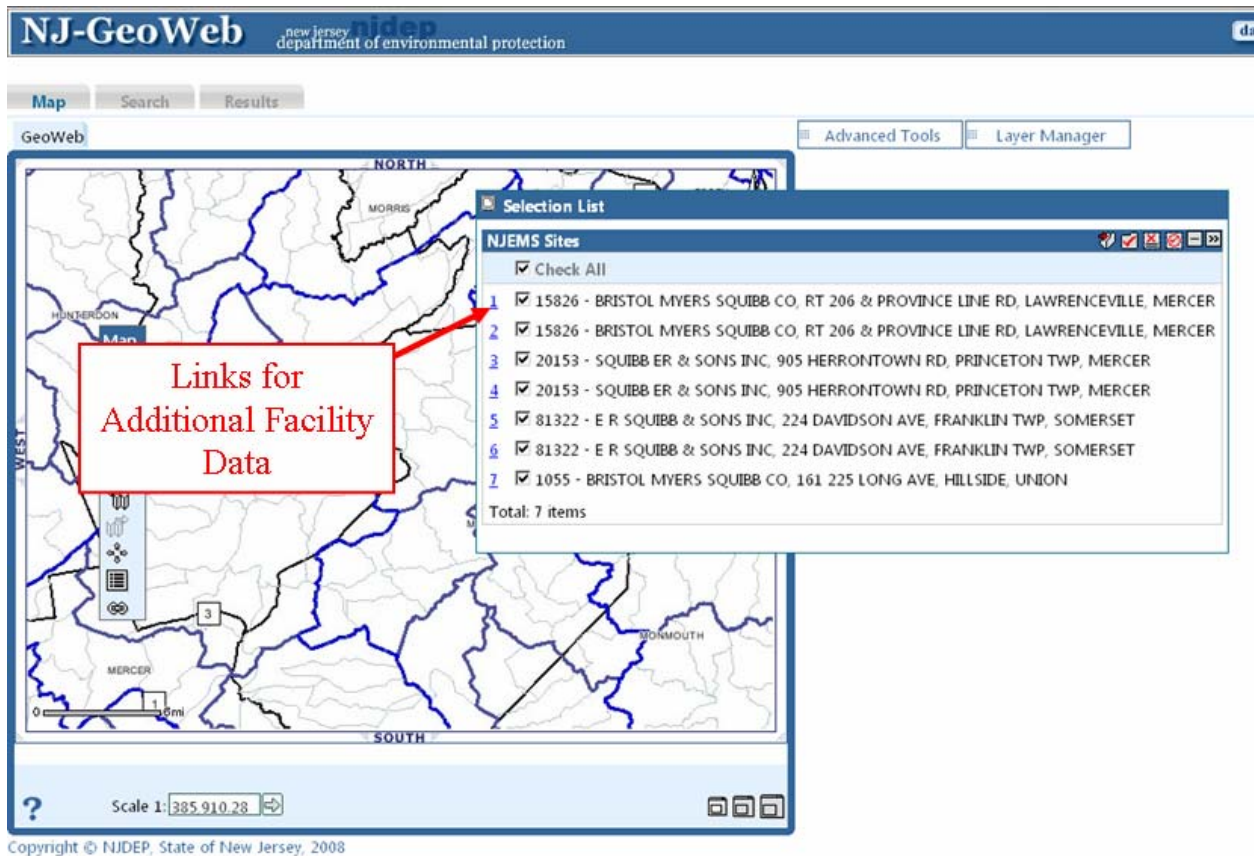 NJ-GeoWeb
new jersey njdep
department of environmental protection
Map Search Results
GeoWeb
Advanced Tools
Layer Manager
NORTH
MORRIS
Selection List
NJEMS Sites
Check All
1 15826 - BRISTOL MYERS SQUIBB CO, RT 206 & PROVINCE LINE RD, LAWRENCEVILLE, MERCER
2 15826 - BRISTOL MYERS SQUIBB CO, RT 206 & PROVINCE LINE RD, LAWRENCEVILLE, MERCER
3 20153 - SQUIBB ER & SONS INC, 905 HERRONTOWN RD, PRINCETON TWP, MERCER
4 20153 - SQUIBB ER & SONS INC, 905 HERRONTOWN RD, PRINCETON TWP, MERCER
5 81322 - E R SQUIBB & SONS INC, 224 DAVIDSON AVE, FRANKLIN TWP, SOMERSET
6 81322 - E R SQUIBB & SONS INC, 224 DAVIDSON AVE, FRANKLIN TWP, SOMERSET
7 1055 - BRISTOL MYERS SQUIBB CO, 161 225 LONG AVE, HILLSIDE, UNION
Total: 7 items
HUNTERDON
Map
Links for
Additional Facility
Data
WEST
3
MONMOUTH
MERCER
1
0 6mi
SOUTH
? Scale 1: 385,910.28
Copyright © NJDEP, State of New Jersey, 2008